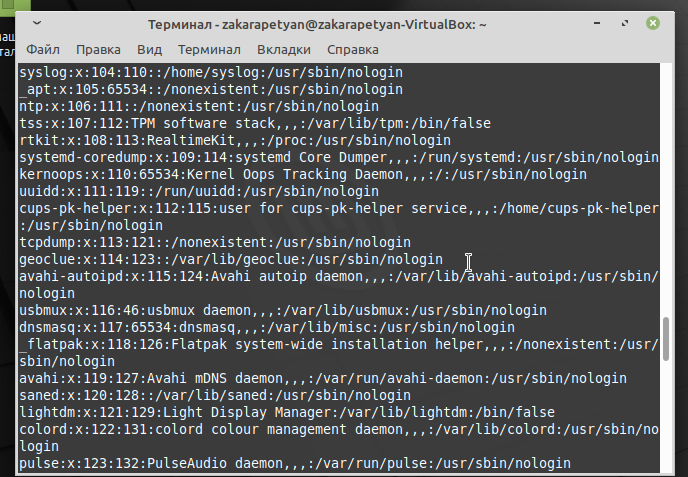 Терминал - zakarapetyan@zakarapetyan-VirtualBox: ~
Файл Правка Вид Терминал Вкладки Справка
syslog:x:104:110::/home/syslog:/usr/sbin/nologin
_apt:x:105:65534::/nonexistent:/usr/sbin/nologin
ntp:x:106:111::/nonexistent:/usr/sbin/nologin
tss:x:107:112:TPM software stack,,,:/var/lib/tpm:/bin/false
rtkit:x:108:113:RealtimeKit,,,:/proc:/usr/sbin/nologin
systemd-coredump:x:109:114:systemd Core Dumper,,,:/run/systemd:/usr/sbin/nologin
kernoops:x:110:65534:Kernel Oops Tracking Daemon,,,:/:/usr/sbin/nologin
uuidd:x:111:119::/run/uuidd:/usr/sbin/nologin
cups-pk-helper:x:112:115:user for cups-pk-helper service,,,:/home/cups-pk-helper
:/usr/sbin/nologin
tcpdump:x:113:121::/nonexistent:/usr/sbin/nologin
geoclue:x:114:123::/var/lib/geoclue:/usr/sbin/nologin
avahi-autoipd:x:115:124:Avahi autoip daemon,,,:/var/lib/avahi-autoipd:/usr/sbin/
nologin
usbmux:x:116:46:usbmux daemon,,,:/var/lib/usbmux:/usr/sbin/nologin
dnsmasq:x:117:65534:dnsmasq,,,:/var/lib/misc:/usr/sbin/nologin
_flatpak:x:118:126:Flatpak system-wide installation helper,,,:/nonexistent:/usr/
sbin/nologin
avahi:x:119:127:Avahi mDNS daemon,,,:/var/run/avahi-daemon:/usr/sbin/nologin
saned:x:120:128::/var/lib/saned:/usr/sbin/nologin
lightdm:x:121:129:Light Display Manager:/var/lib/lightdm:/bin/false
colord:x:122:131:colord colour management daemon,,,:/var/lib/colord:/usr/sbin/no
login
pulse:x:123:132:PulseAudio daemon,,,:/var/run/pulse:/usr/sbin/nologin